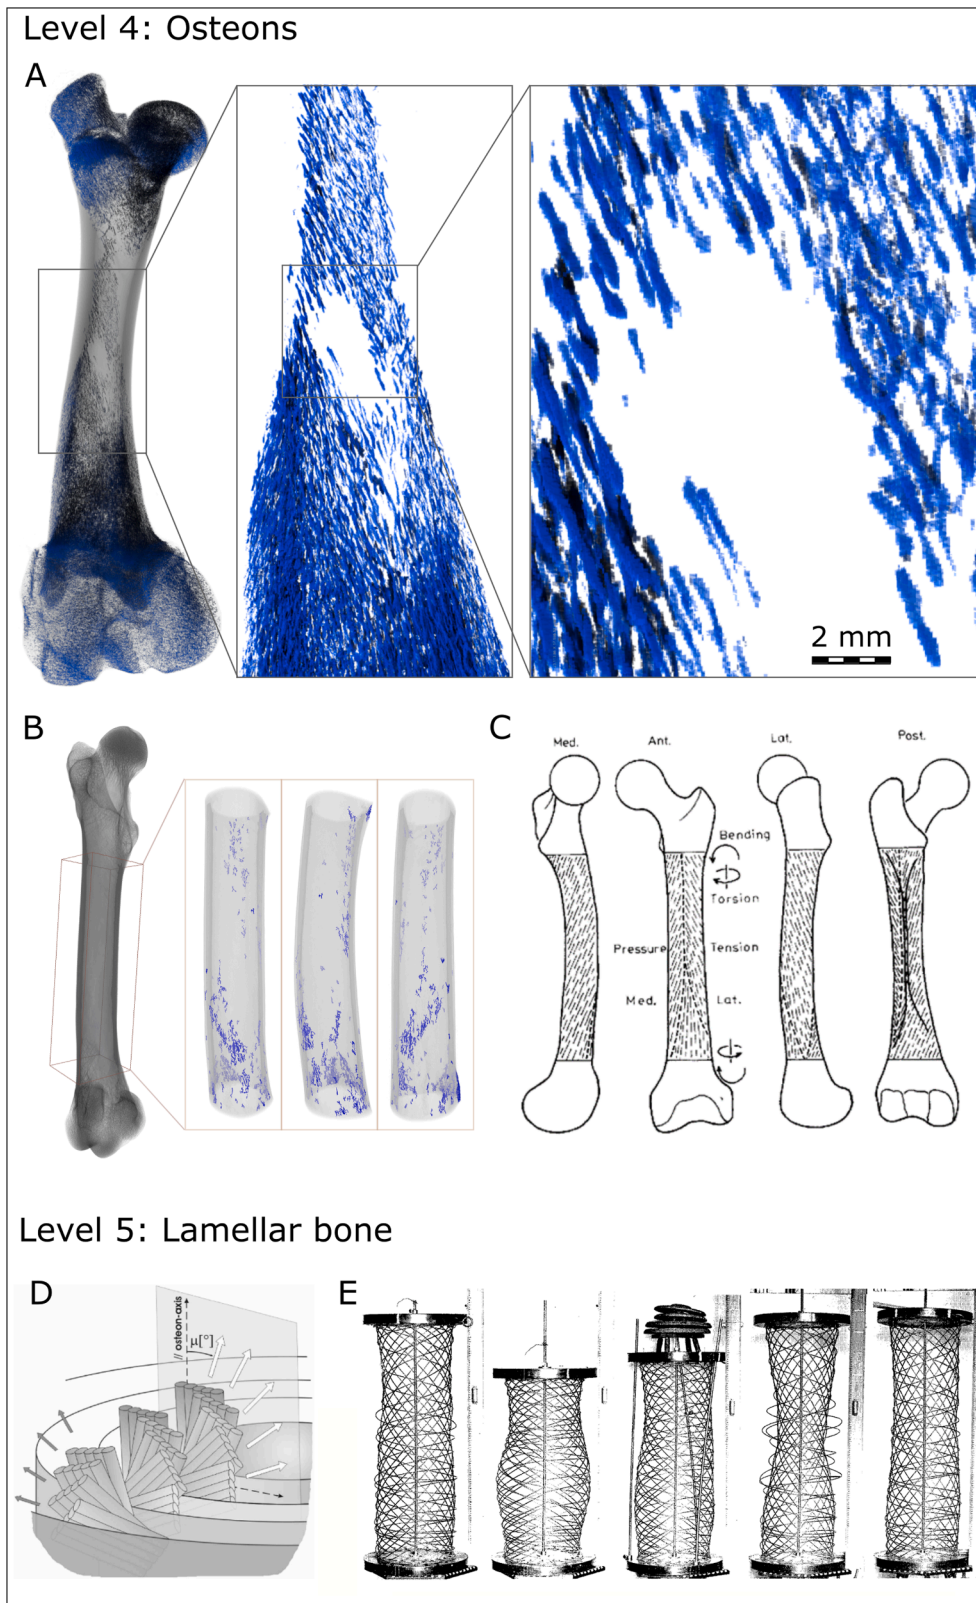 Level 4: Osteons
A
2 mm
B
C
Med.
Ant.
Lat.
Post.
Bending
Torsion
Pressure
Tension
Med.
Lat.
Level 5: Lamellar bone
D
E
// osteon-axis
μ[°]